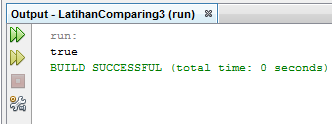 Output - LatihanComparing3 (run)
run:
true
BUILD SUCCESSFUL (total time: 0 seconds)